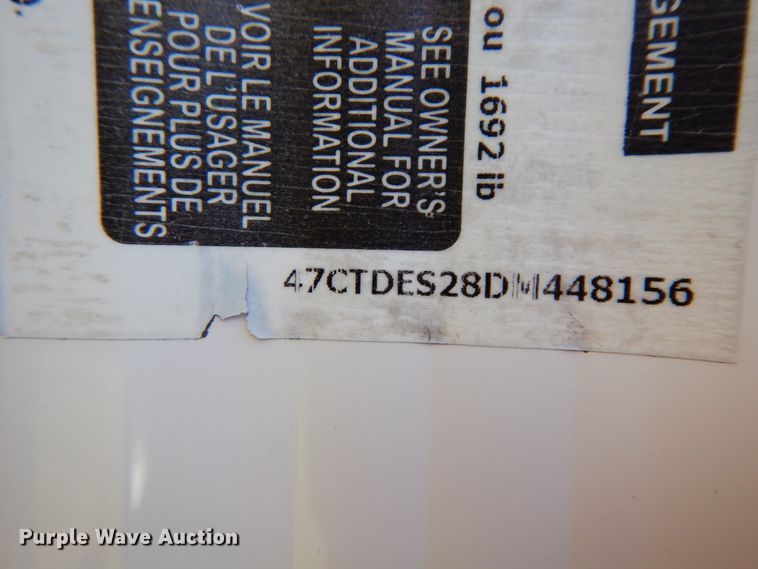 VOIR LE MANUEL
DE L'USAGER
POUR PLUS DE
ENSEIGNEMENTS
SEE OWNER'S
MANUAL FOR
ADDITIONAL
INFORMATION
ou 1692 lb
GEMENT
47CTDES28DM448156
Purple Wave Auction